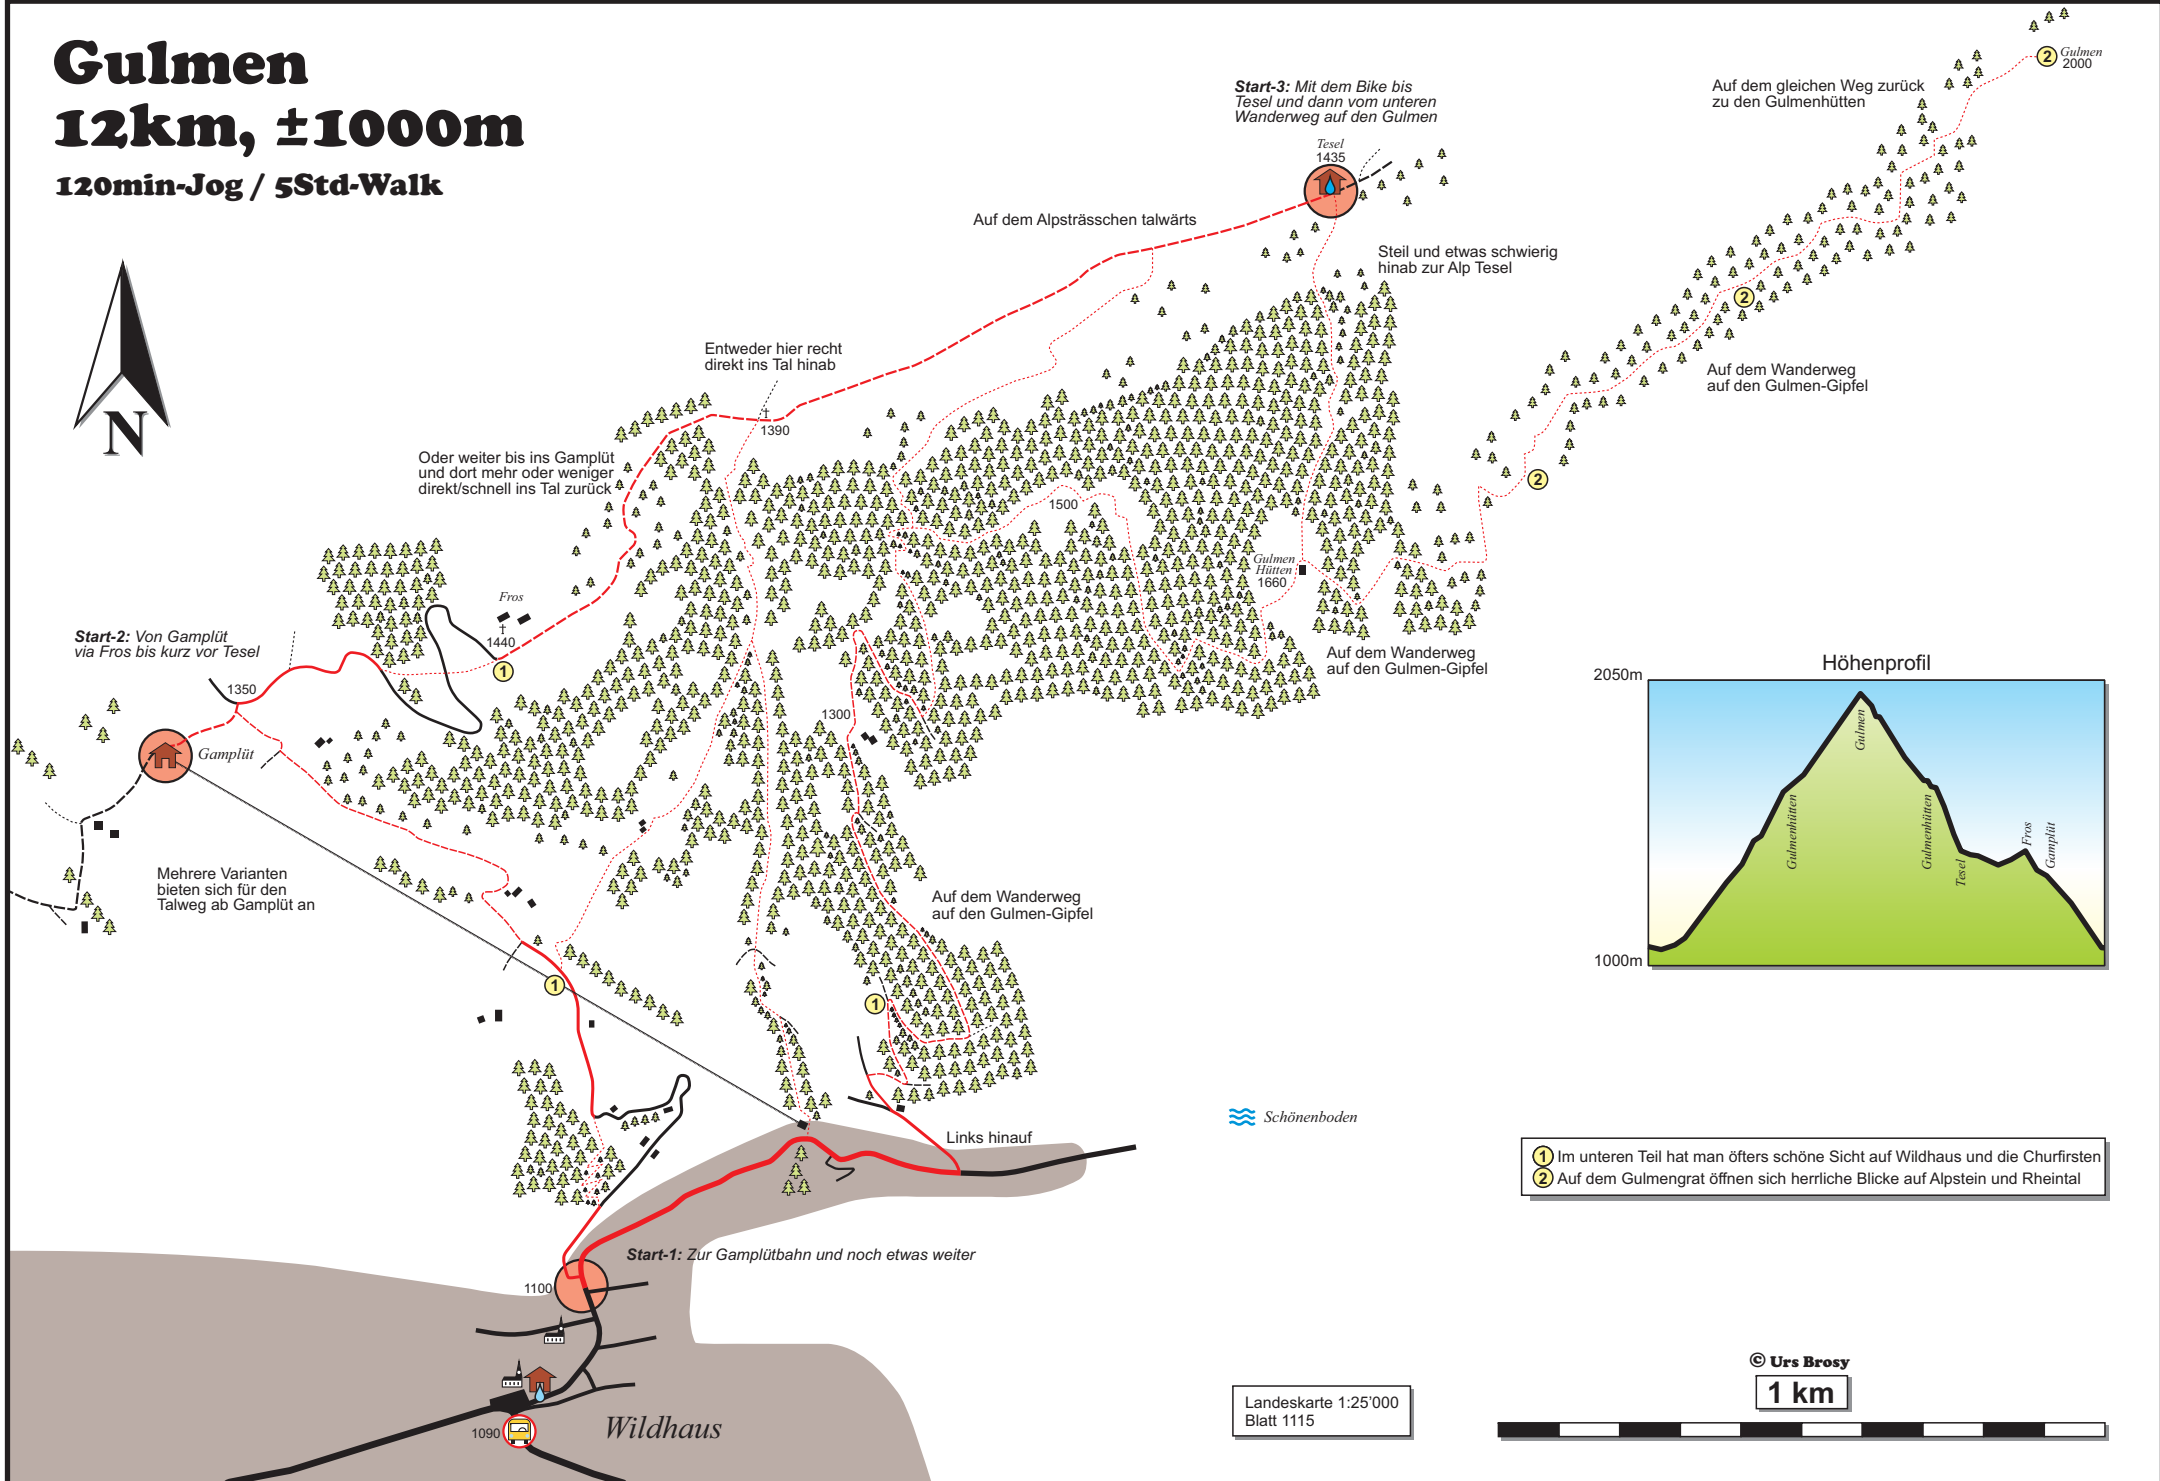 Gulmen
12km, ±1000m
120min-Jog / 5Std-Walk
N
Start-3: Mit dem Bike bis
Tesel und dann vom unteren
Wanderweg auf den Gulmen
Tesel
1435
Auf dem gleichen Weg zurück
zu den Gulmenhütten
2
Gulmen
2000
Auf dem Alpsträsschen talwärts
Steil und etwas schwierig
hinab zur Alp Tesel
2
Entweder hier recht
direkt ins Tal hinab
1390
Auf dem Wanderweg
auf den Gulmen-Gipfel
2
Oder weiter bis ins Gamplüt
und dort mehr oder weniger
direkt/schnell ins Tal zurück
1500
Gulmen
Hütten
1660
Fros
1440
1
Start-2: Von Gamplüt
via Fros bis kurz vor Tesel
1350
Gamplüt
Auf dem Wanderweg
auf den Gulmen-Gipfel
1300
Höhenprofil
2050m
1000m
Gulmenhütten
Gulmen
Gulmenhütten
Tesel
Fros
Gamplüt
Mehrere Varianten
bieten sich für den
Talweg ab Gamplüt an
Auf dem Wanderweg
auf den Gulmen-Gipfel
1
1
Schönenboden
Links hinauf
1 Im unteren Teil hat man öfters schöne Sicht auf Wildhaus und die Churfirsten
2 Auf dem Gulmengrat öffnen sich herrliche Blicke auf Alpstein und Rheintal
Start-1: Zur Gamplütbahn und noch etwas weiter
1100
1090
Wildhaus
Landeskarte 1:25'000
Blatt 1115
© Urs Brosy
1 km